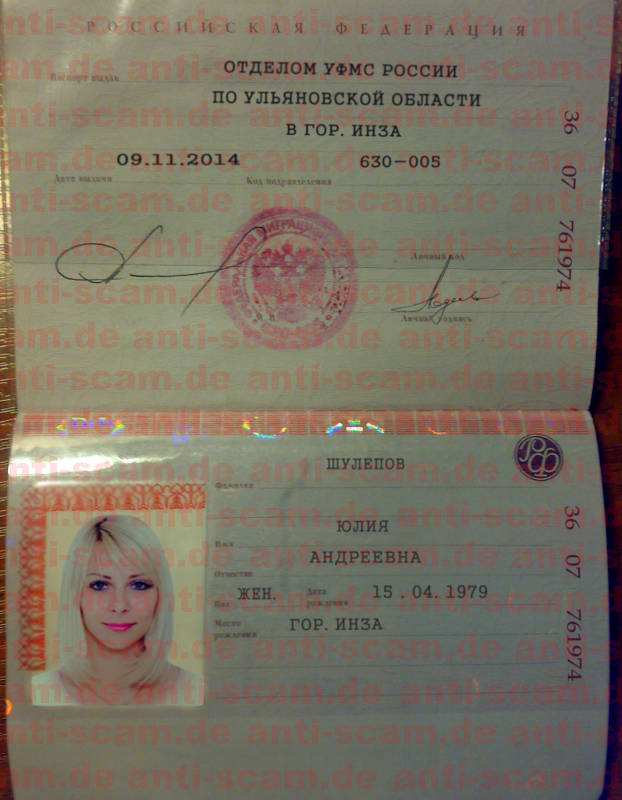 РОССИЙСКАЯ ФЕДЕРАЦИЯ
Паспорт выдан
ОТДЕЛОМ УФМС РОССИИ
ПО УЛЬЯНОВСКОЙ ОБЛАСТИ
В ГОР. ИНЗА
09.11.2014 630-005
Дата выдачи Код подразделения
36 07 761974
Личный код
Личная подпись
РФ
ШУЛЕПОВ
Фамилия
ЮЛИЯ
Имя
АНДРЕЕВНА
Отчество
ЖЕН. Дата рождения 15.04.1979
Пол
Место рождения ГОР. ИНЗА
36 07 761974
anti-scam.de